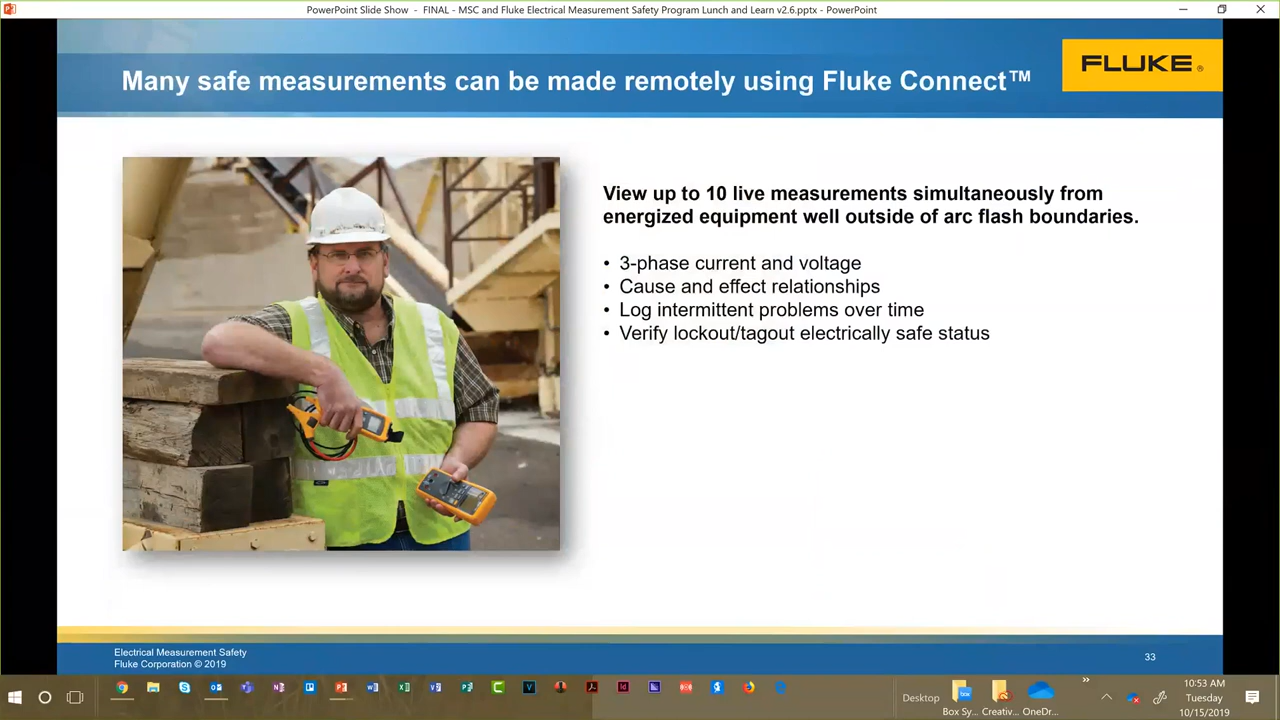 PowerPoint Slide Show - FINAL - MSC and Fluke Electrical Measurement Safety Program Lunch and Learn v2.6.pptx - PowerPoint
Many safe measurements can be made remotely using Fluke Connect™
FLUKE®
View up to 10 live measurements simultaneously from
energized equipment well outside of arc flash boundaries.
• 3-phase current and voltage
• Cause and effect relationships
• Log intermittent problems over time
• Verify lockout/tagout electrically safe status
Electrical Measurement Safety
Fluke Corporation © 2019
33
Desktop
Box Sy...
Creativ...
OneDr...
10:53 AM
Tuesday
10/15/2019